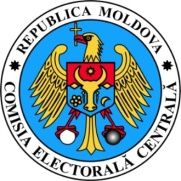 REPUBLICA MOLDOVA
COMISIA ELECTORALĂ CENTRALĂ